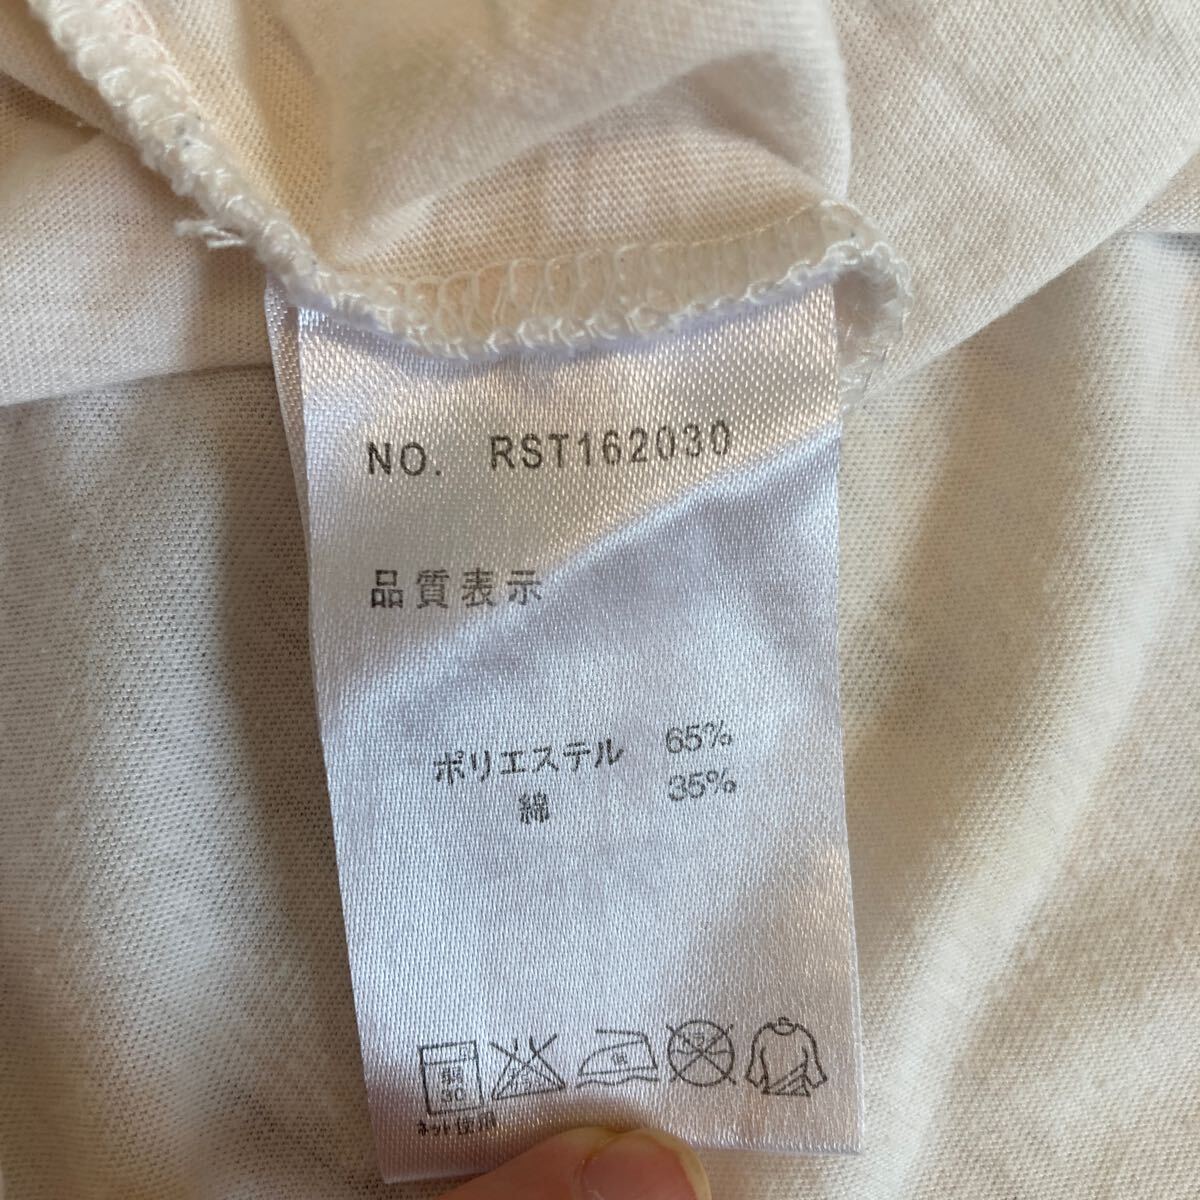 NO. RST162030
品質表示
ポリエステル 65%
綿 35%
30
ネット使用